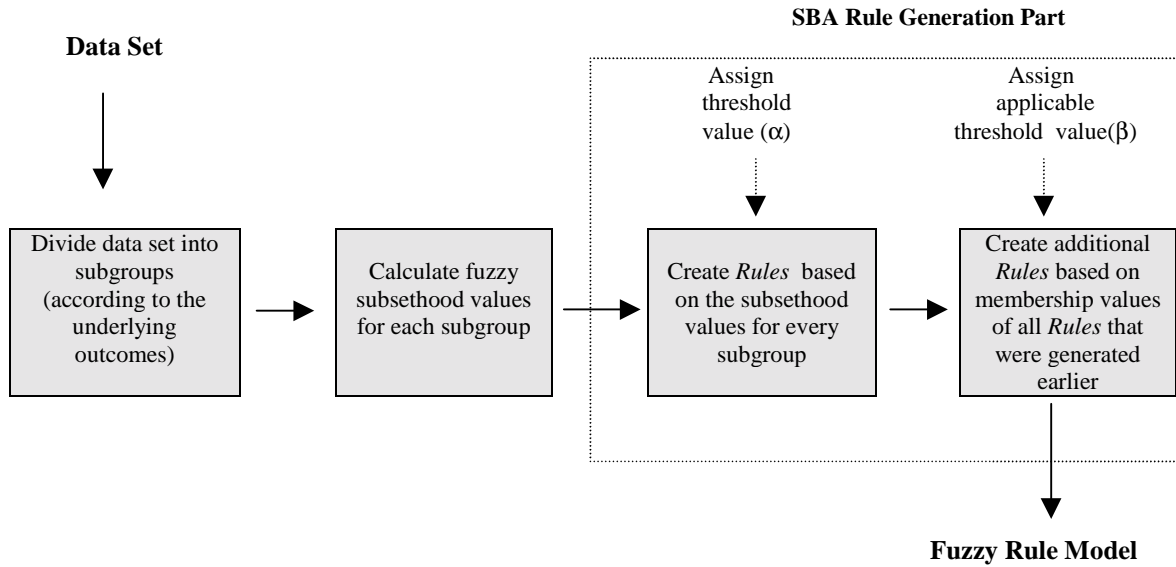 SBA Rule Generation Part
Data Set
Assign
threshold
value (α)
Assign
applicable
threshold value(β)
Divide data set into
subgroups
(according to the
underlying
outcomes)
Calculate fuzzy
subsethood values
for each subgroup
Create Rules based
on the subsethood
values for every
subgroup
Create additional
Rules based on
membership values
of all Rules that
were generated
earlier
Fuzzy Rule Model